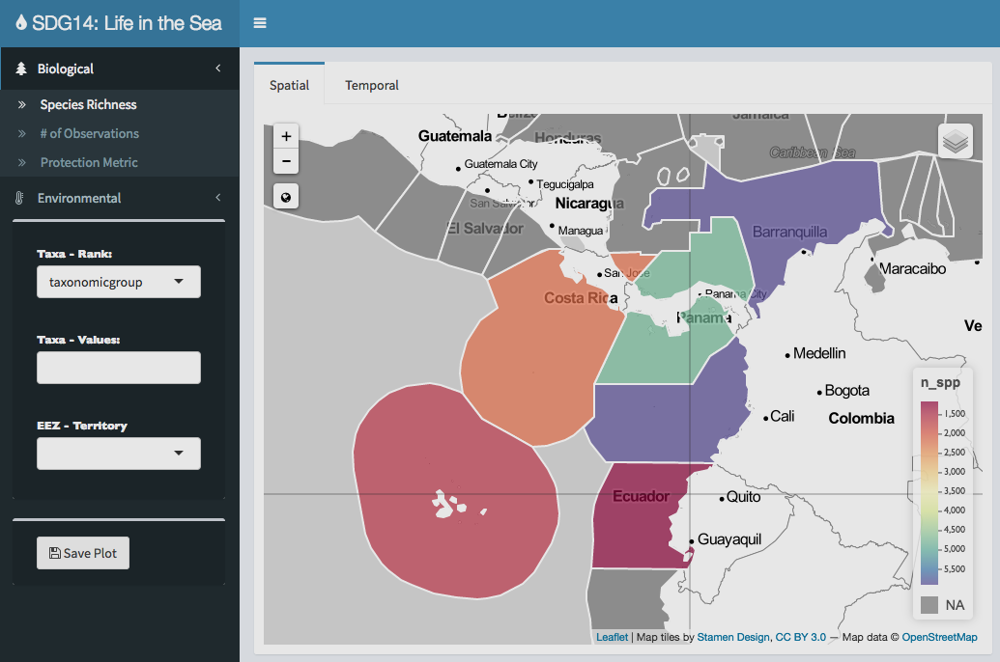 SDG14: Life in the Sea
Biological
Species Richness
# of Observations
Protection Metric
Environmental
Taxa - Rank:
taxonomicgroup
Taxa - Values:
EEZ - Territory
Save Plot
Spatial
Temporal
+
−
Belize
Jamaica
Guatemala
Honduras
Caribbean Sea
Guatemala City
Tegucigalpa
San Salvador
Nicaragua
El Salvador
Managua
Barranquilla
Maracaibo
San Jose
Costa Rica
Panama City
Panama
Ve
Medellin
Bogota
Cali
Colombia
Ecuador
Quito
Guayaquil
n_spp
1,500
2,000
2,500
3,000
3,500
4,000
4,500
5,000
5,500
NA
Leaflet | Map tiles by Stamen Design, CC BY 3.0 — Map data © OpenStreetMap